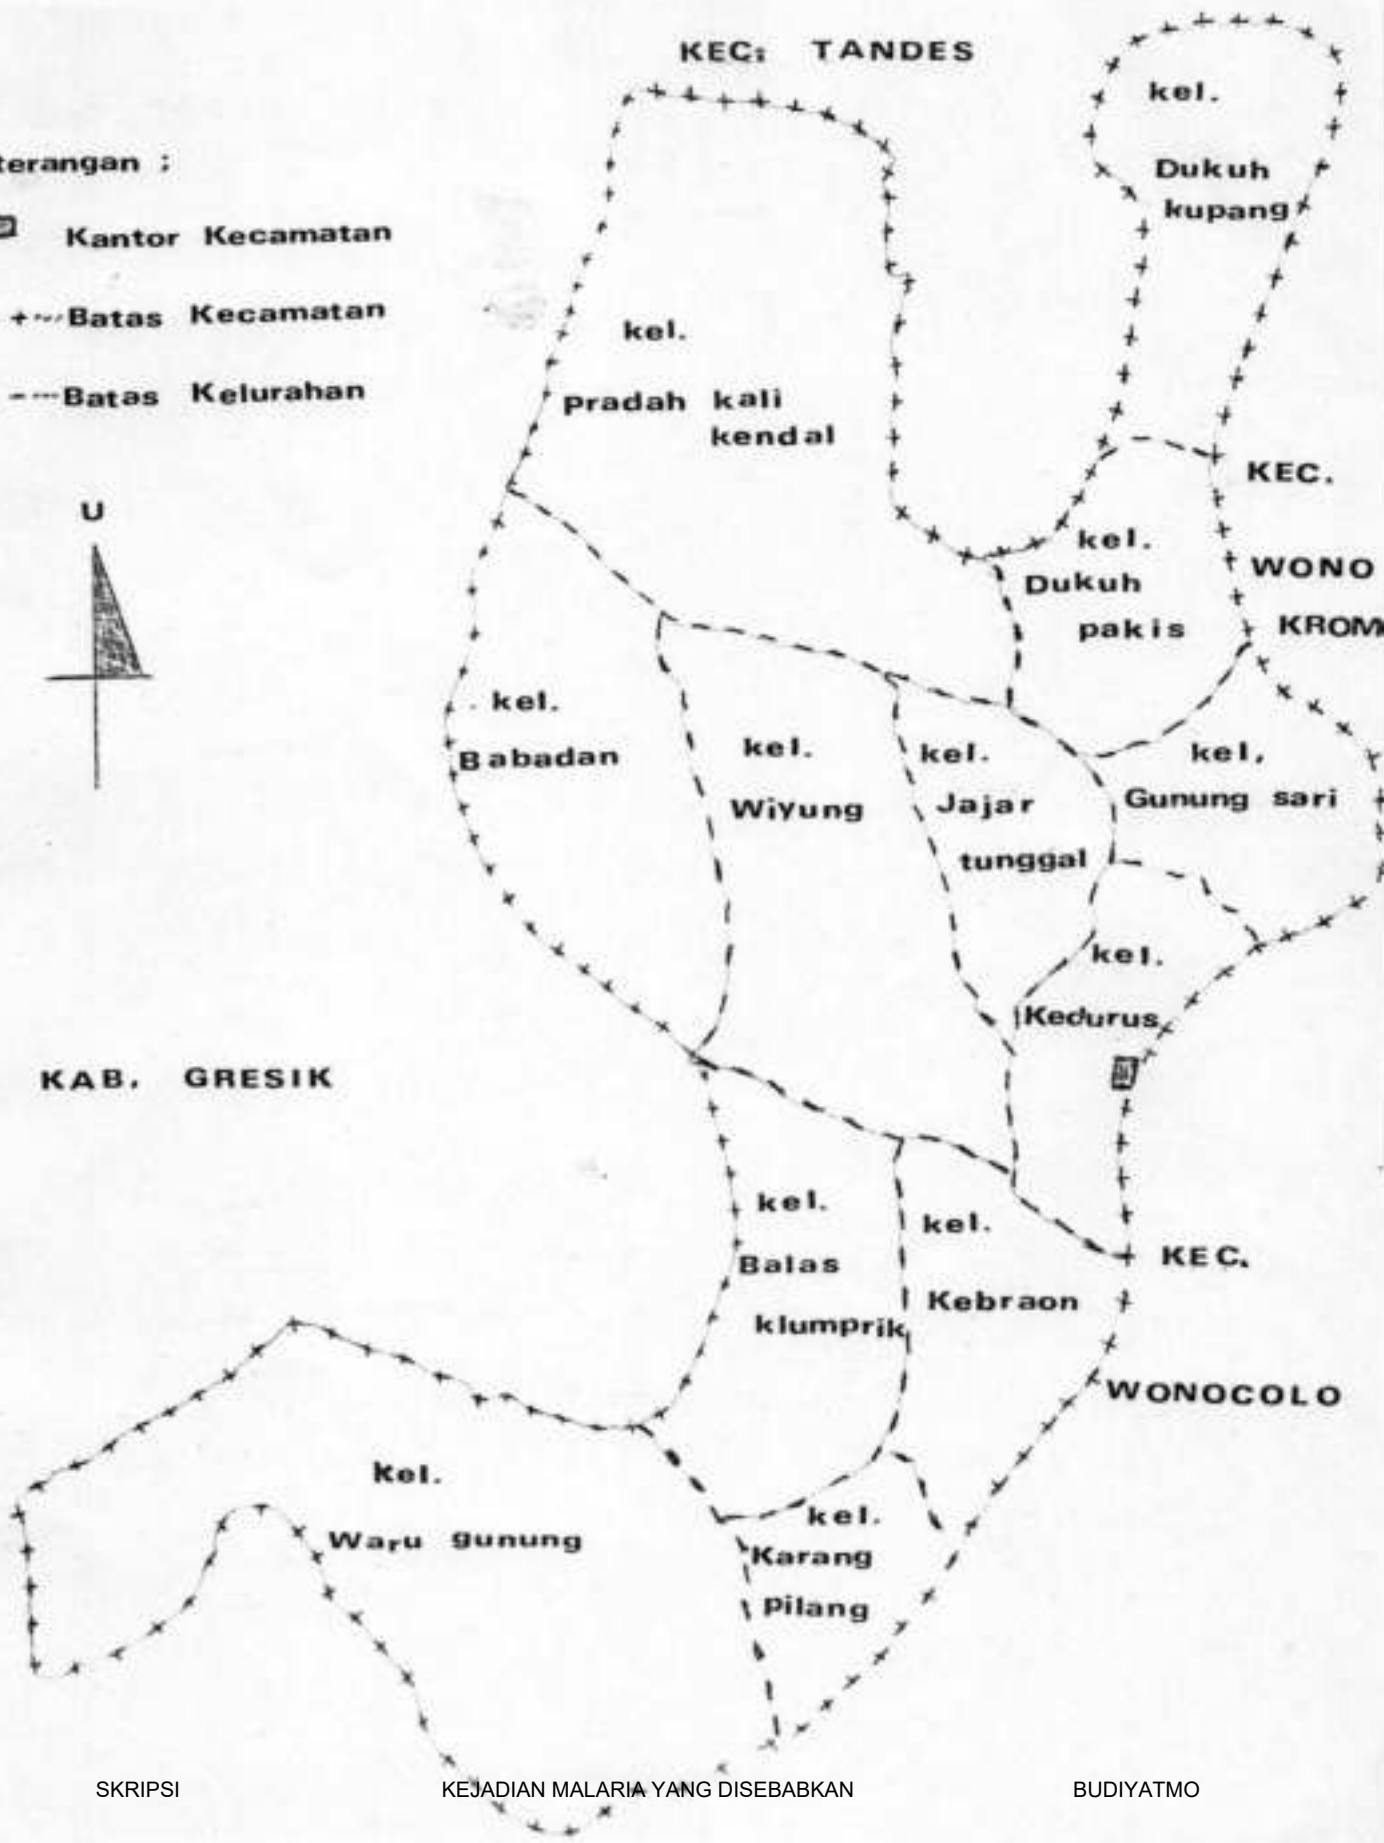 KEC: TANDES
kel.
Dukuh
kupang
terangan ;
Kantor Kecamatan
Batas Kecamatan
Batas Kelurahan
kel.
Pradah kali
kendal
U
KEC.
WONO
KROM
kel.
Dukuh
pakis
kel.
Babadan
kel.
Wiyung
kel.
Jajar
tunggal
kel,
Gunung sari
kel.
Kedurus
KAB. GRESIK
kel.
Balas
klumprik
kel.
Kebraon
KEC.
WONOCOLO
kel.
Waru gunung
kel.
Karang
Pilang
SKRIPSI KEJADIAN MALARIA YANG DISEBABKAN BUDIYATMO